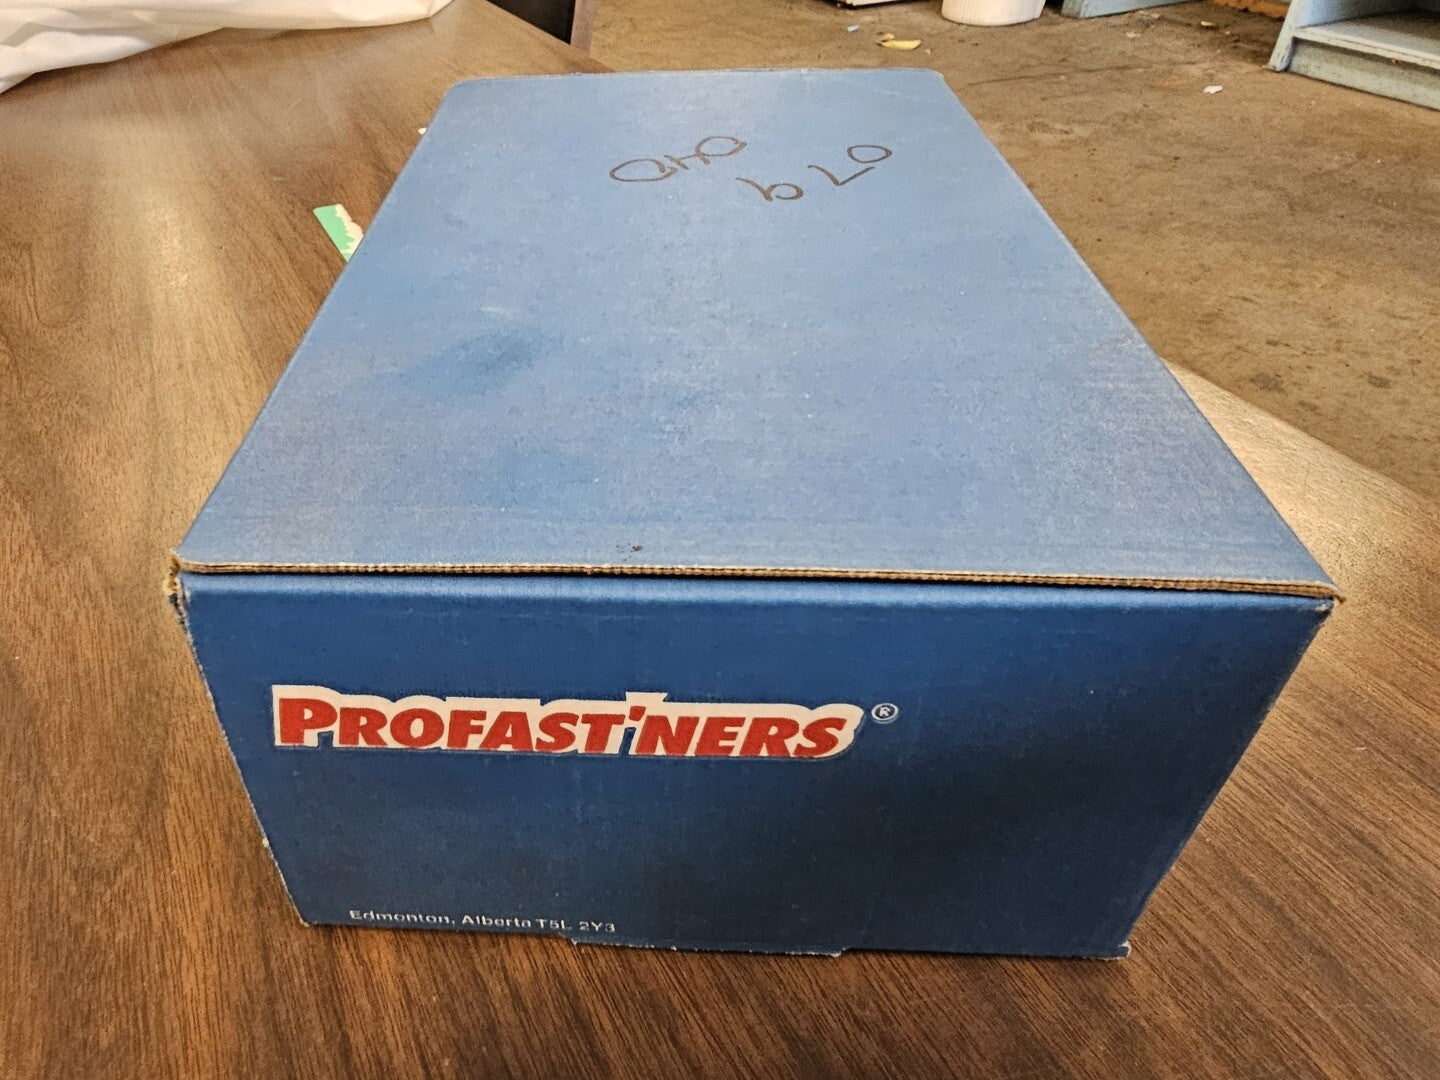 PROFAST'NERS®
Edmonton, Alberta T5L 2Y3